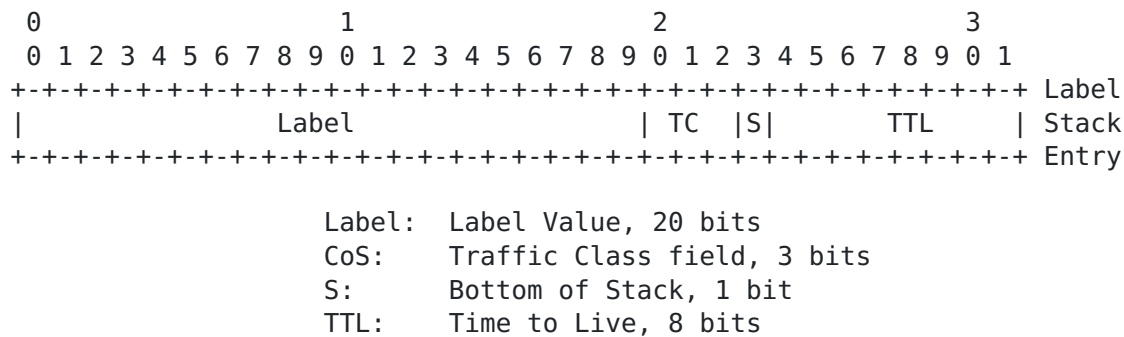 0                   1                   2                   3
 0 1 2 3 4 5 6 7 8 9 0 1 2 3 4 5 6 7 8 9 0 1 2 3 4 5 6 7 8 9 0 1
+-+-+-+-+-+-+-+-+-+-+-+-+-+-+-+-+-+-+-+-+-+-+-+-+-+-+-+-+-+-+-+-+ Label
|                Label                  | TC  |S|       TTL     | Stack
+-+-+-+-+-+-+-+-+-+-+-+-+-+-+-+-+-+-+-+-+-+-+-+-+-+-+-+-+-+-+-+-+ Entry
                    Label:  Label Value, 20 bits
                    CoS:    Traffic Class field, 3 bits
                    S:      Bottom of Stack, 1 bit
                    TTL:    Time to Live, 8 bits